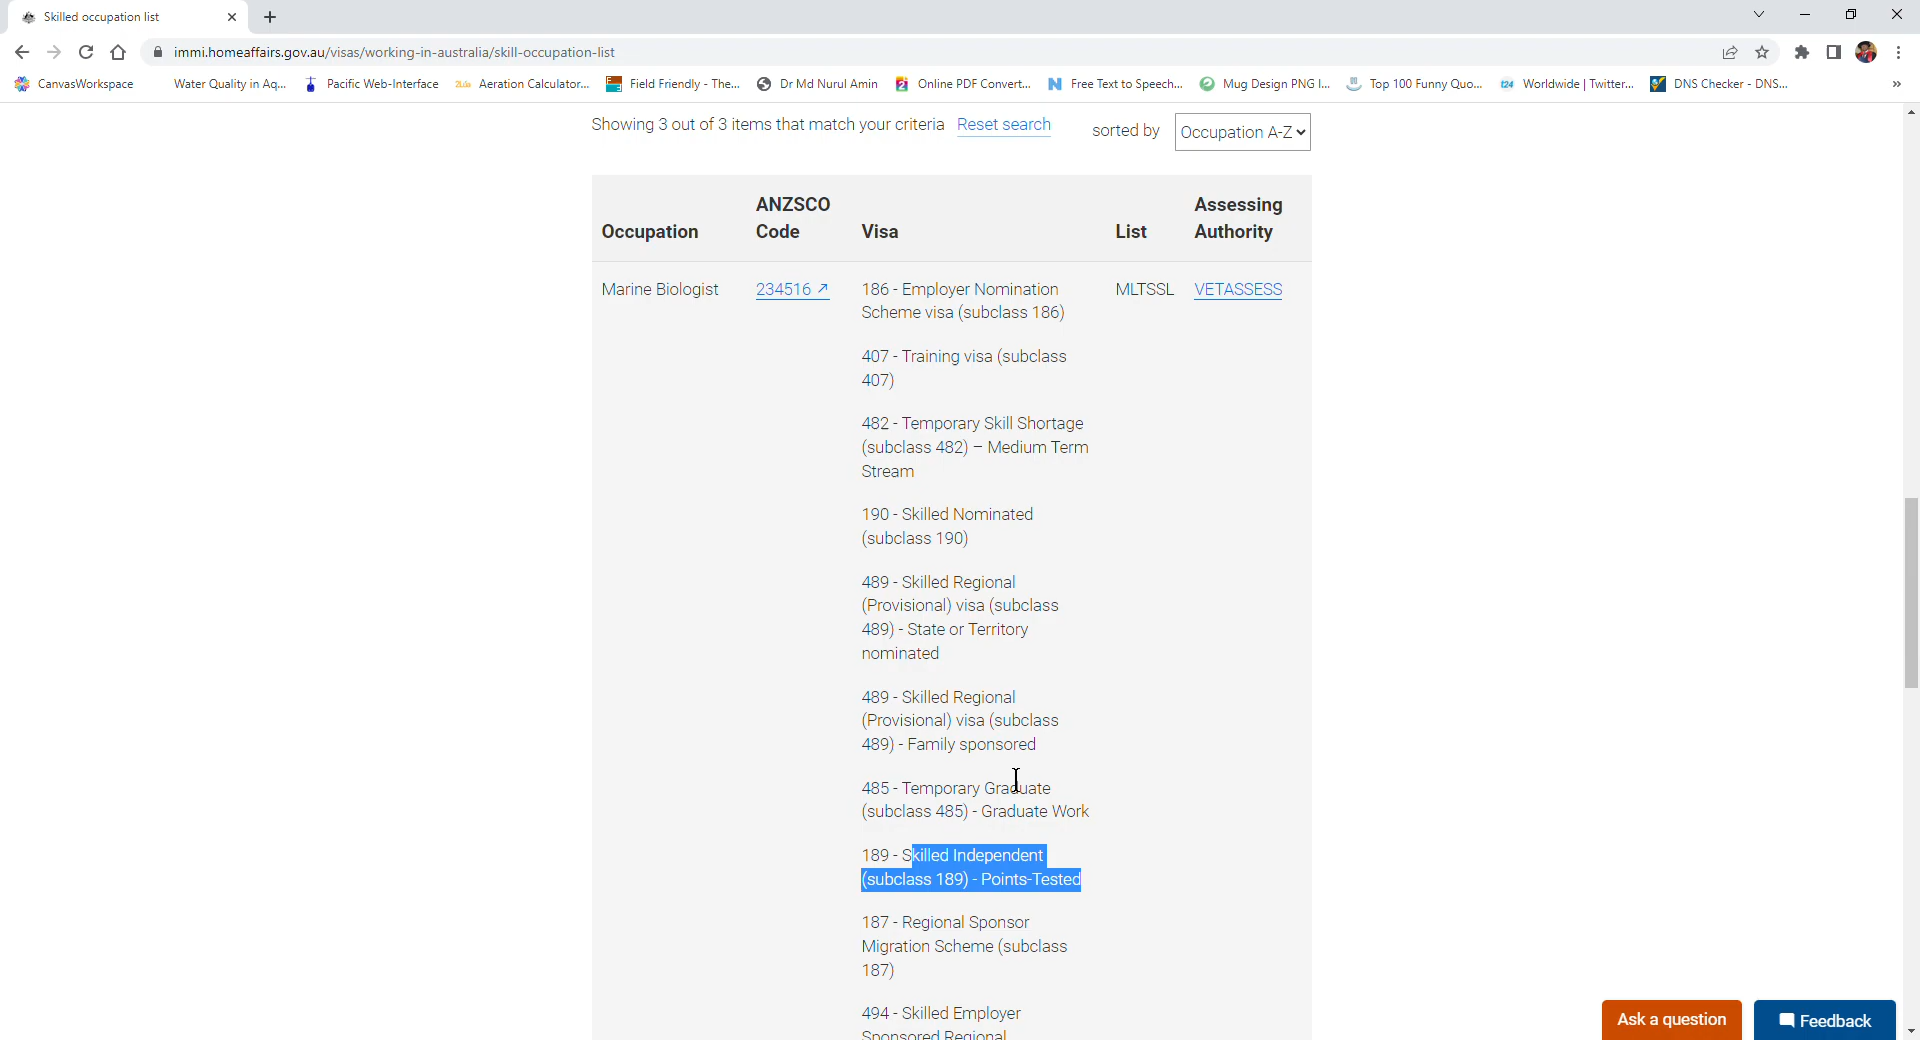 Skilled occupation list
immi.homeaffairs.gov.au/visas/working-in-australia/skill-occupation-list
CanvasWorkspace
Water Quality in Aq...
Pacific Web-Interface
Aeration Calculator...
Field Friendly - The...
Dr Md Nurul Amin
Online PDF Convert...
Free Text to Speech...
Mug Design PNG I...
Top 100 Funny Quo...
Worldwide | Twitter...
DNS Checker - DNS...
Showing 3 out of 3 items that match your criteria Reset search sorted by Occupation A-Z
Occupation
ANZSCO
Code
Visa
List
Assessing
Authority
Marine Biologist
234516
186 - Employer Nomination
Scheme visa (subclass 186)
407 - Training visa (subclass
407)
482 - Temporary Skill Shortage
(subclass 482) – Medium Term
Stream
190 - Skilled Nominated
(subclass 190)
489 - Skilled Regional
(Provisional) visa (subclass
489) - State or Territory
nominated
489 - Skilled Regional
(Provisional) visa (subclass
489) - Family sponsored
485 - Temporary Graduate
(subclass 485) - Graduate Work
189 - Skilled Independent
(subclass 189) - Points-Tested
187 - Regional Sponsor
Migration Scheme (subclass
187)
494 - Skilled Employer
Sponsored Regional
MLTSSL
VETASSESS
Ask a question
Feedback